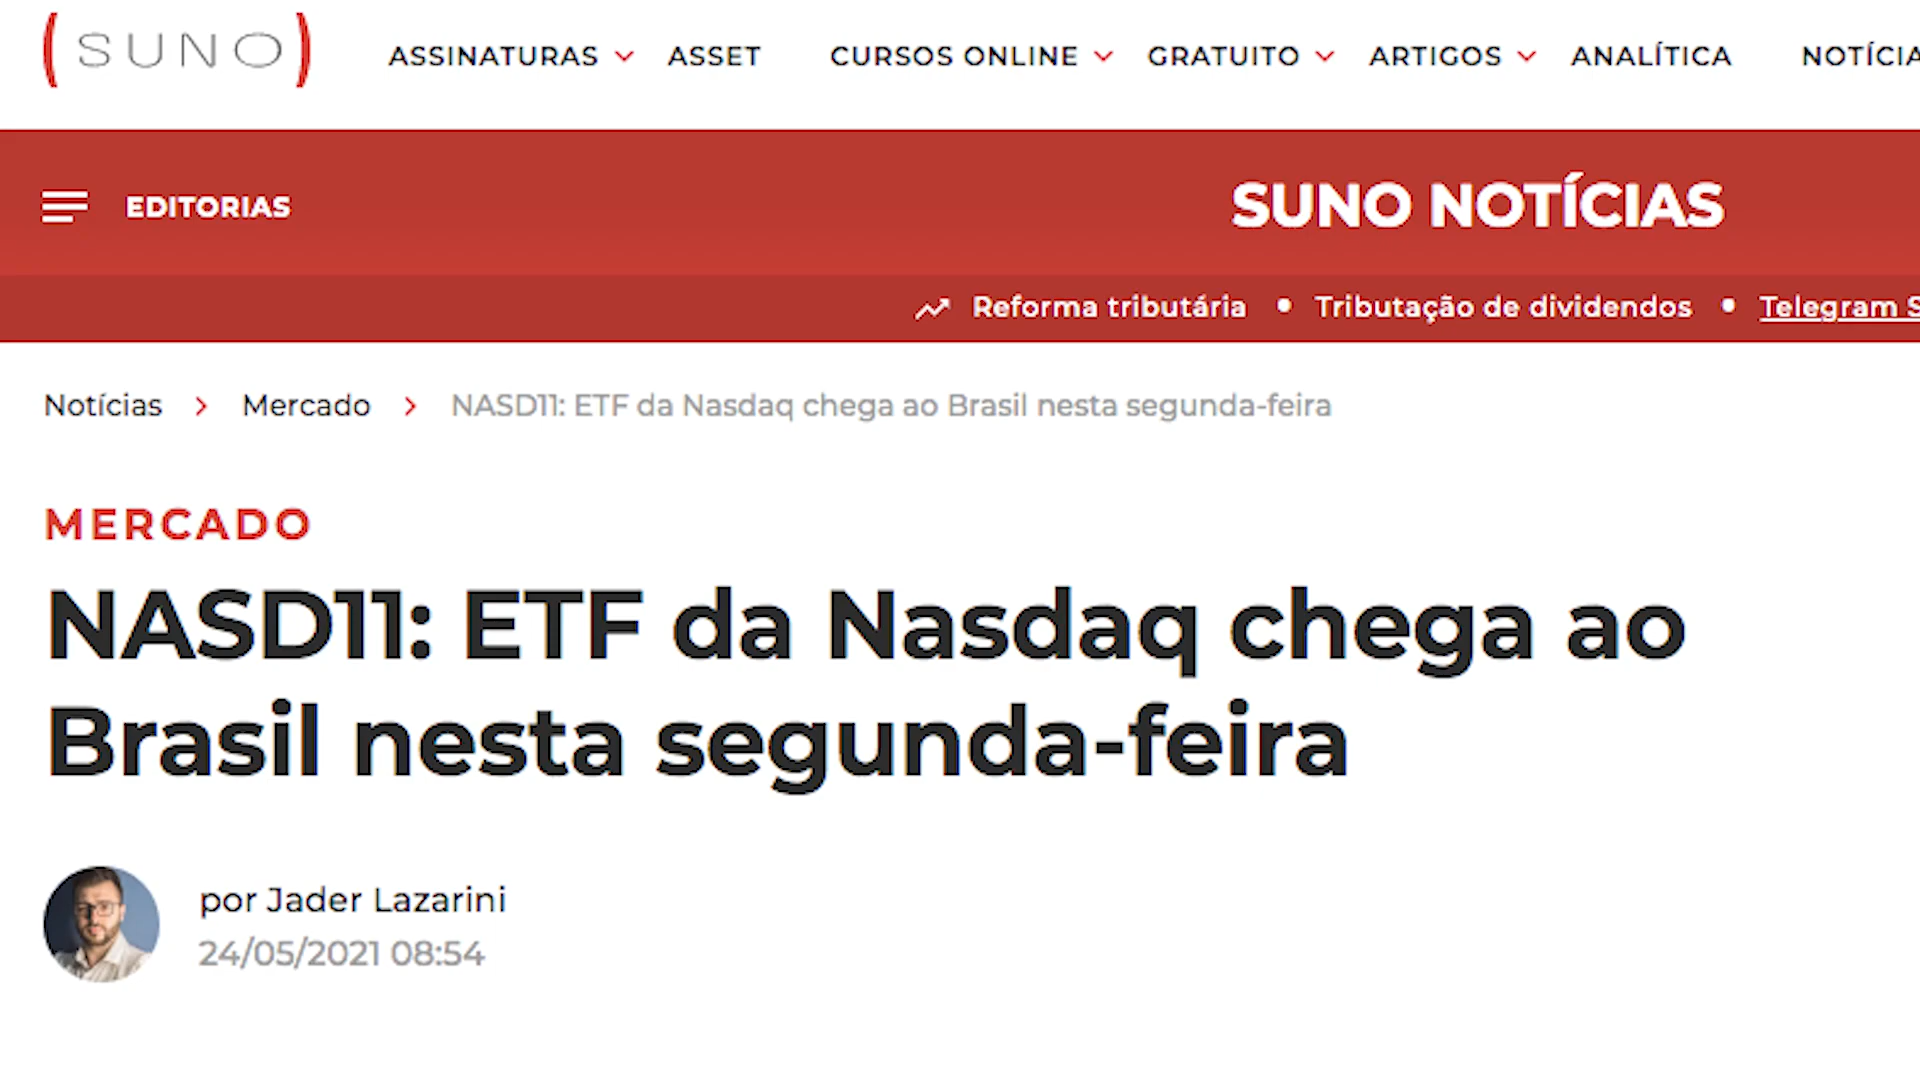 (SUNO)
ASSINATURAS ASSET CURSOS ONLINE GRATUITO ARTIGOS ANALÍTICA NOTÍCIA
EDITORIAS SUNO NOTÍCIAS
Reforma tributária • Tributação de dividendos • Telegram S
Notícias > Mercado > NASD11: ETF da Nasdaq chega ao Brasil nesta segunda-feira
MERCADO
NASD11: ETF da Nasdaq chega ao
Brasil nesta segunda-feira
por Jader Lazarini
24/05/2021 08:54